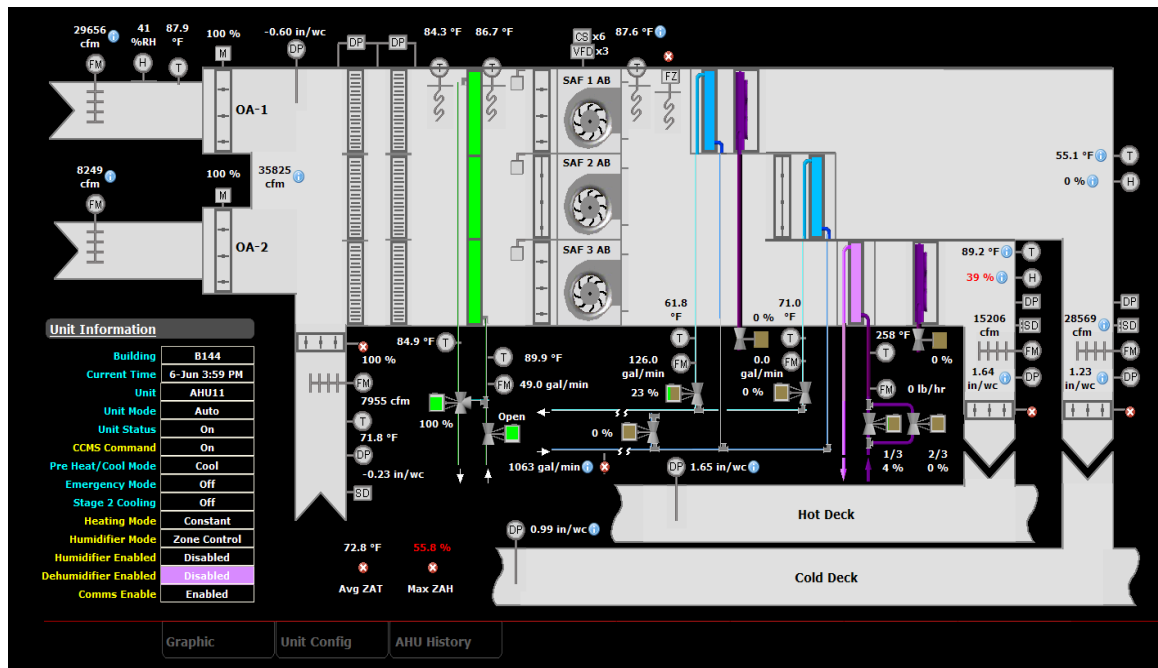 29656
cfm
41
%RH
87.9
°F
100 %
-0.60 in/wc
84.3 °F
86.7 °F
CS x6
VFD x3
87.6 °F
FM
H
T
M
DP
DP
DP
T
T
T
FZ
OA-1
SAF 1 AB
8249
cfm
100 %
35825
cfm
FM
M
OA-2
SAF 2 AB
SAF 3 AB
55.1 °F
T
0 %
H
89.2 °F
T
39 %
H
DP
DP
15206
cfm
SD
28569
cfm
SD
FM
FM
1.64
in/wc
DP
1.23
in/wc
DP
61.8
°F
71.0
°F
0 %
258 °F
T
T
T
0 %
84.9 °F
T
100 %
T
89.9 °F
126.0
gal/min
FM
0.0
gal/min
FM
FM
7955 cfm
FM
49.0 gal/min
23 %
0 %
FM
0 lb/hr
T
71.8 °F
100 %
Open
0 %
DP
-0.23 in/wc
1/3
4 %
2/3
0 %
1063 gal/min
DP
1.65 in/wc
SD
Hot Deck
DP
0.99 in/wc
72.8 °F
55.8 %
Avg ZAT
Max ZAH
Cold Deck
Unit Information
Building B144
Current Time 6-Jun 3:59 PM
Unit AHU11
Unit Mode Auto
Unit Status On
CCMS Command On
Pre Heat/Cool Mode Cool
Emergency Mode Off
Stage 2 Cooling Off
Heating Mode Constant
Humidifier Mode Zone Control
Humidifier Enabled Disabled
Dehumidifier Enabled Disabled
Comms Enable Enabled
Graphic
Unit Config
AHU History